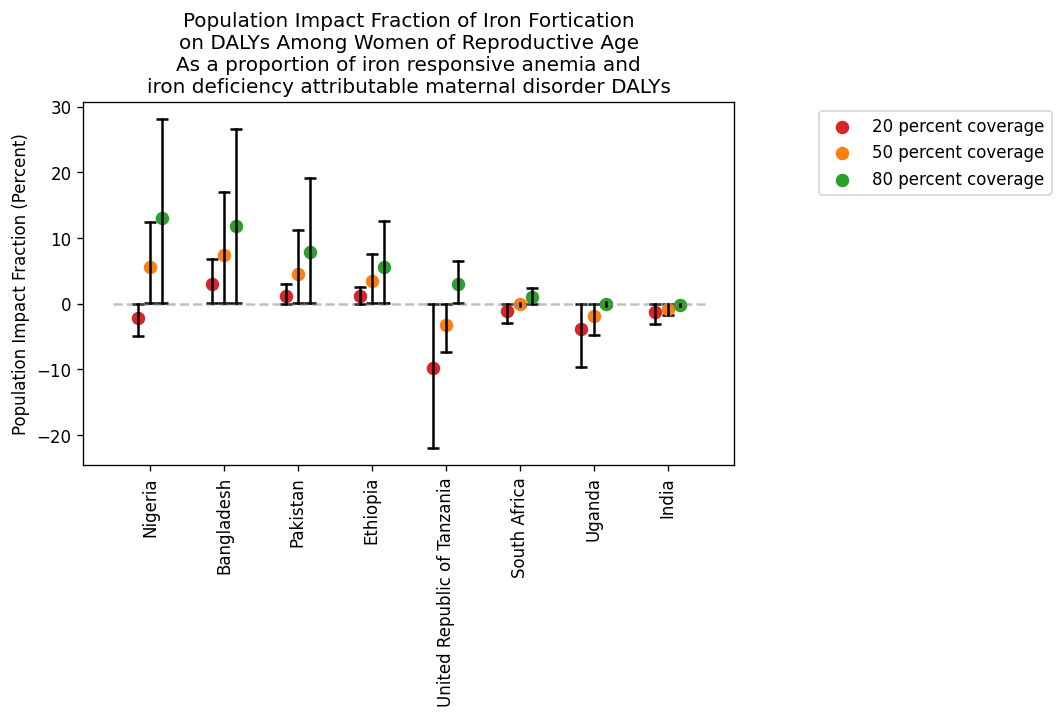 Population Impact Fraction of Iron Fortication
on DALYs Among Women of Reproductive Age
As a proportion of iron responsive anemia and
iron deficiency attributable maternal disorder DALYs
Population Impact Fraction (Percent)
30
20
10
0
−10
−20
Nigeria
Bangladesh
Pakistan
Ethiopia
United Republic of Tanzania
South Africa
Uganda
India
20 percent coverage
50 percent coverage
80 percent coverage